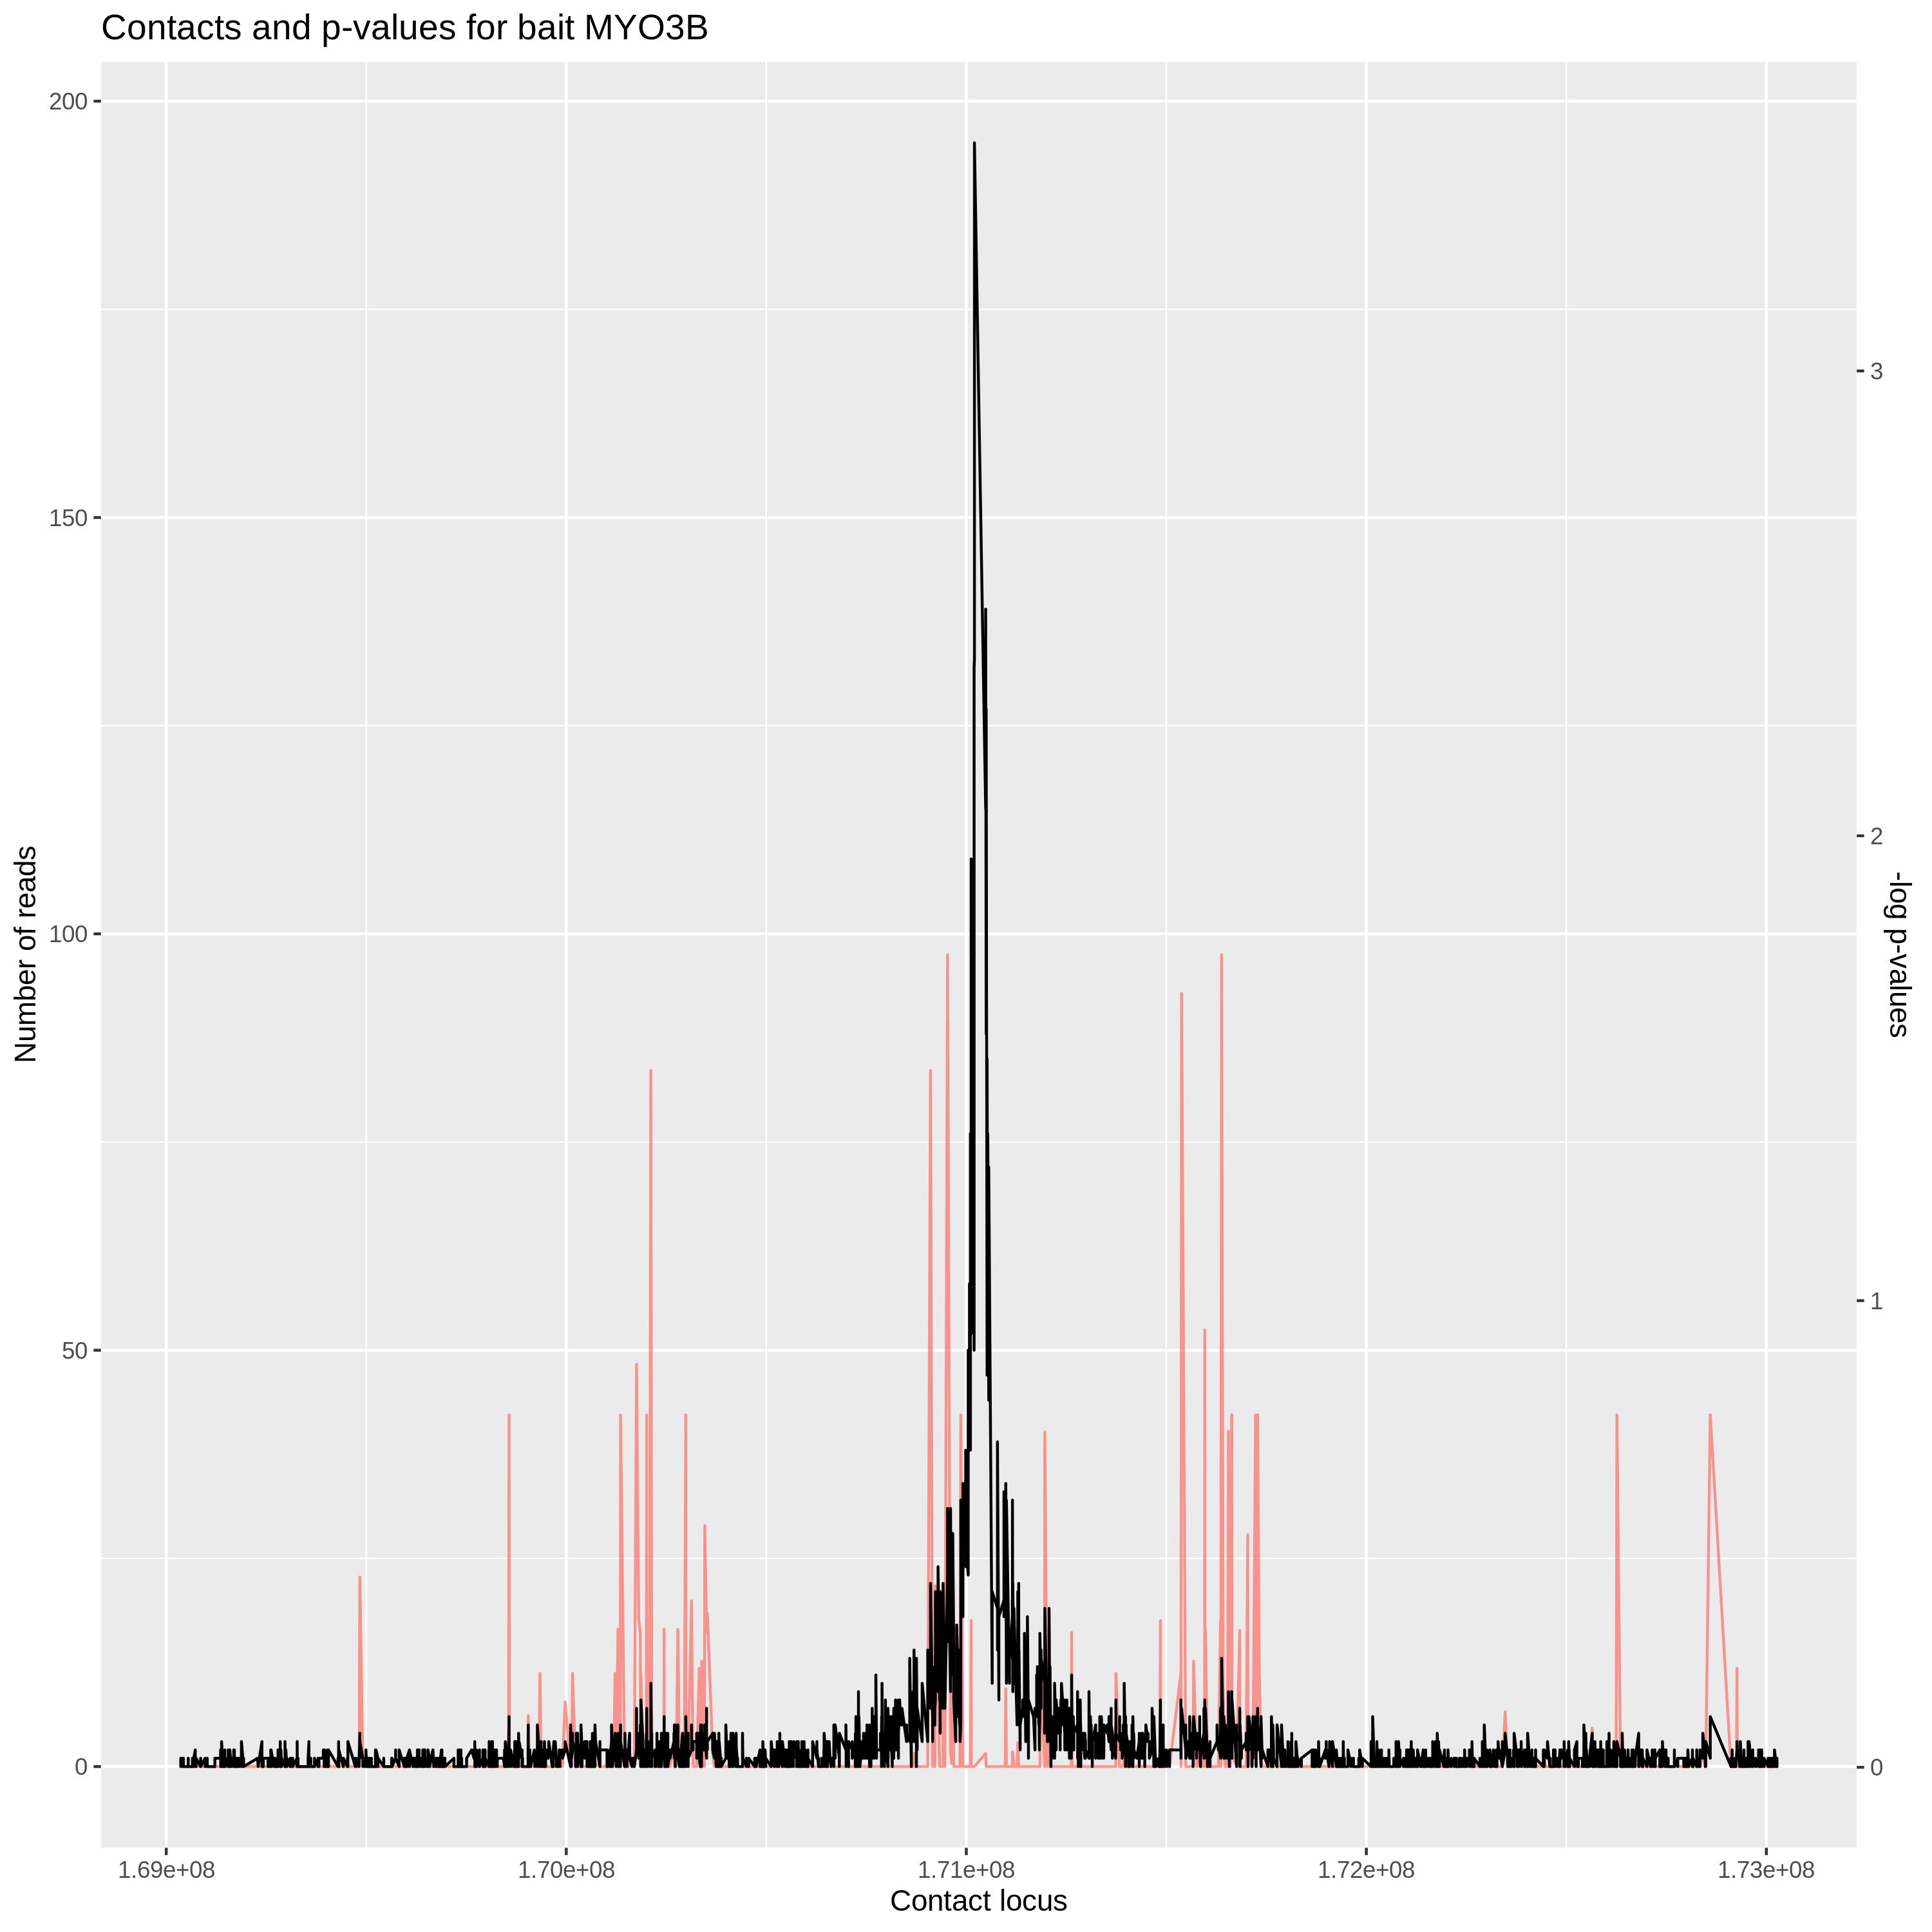 Contacts and p-values for bait MYO3B
200
150
100
50
0
Number of reads
3
2
1
0
-log p-values
1.69e+08 1.70e+08 1.71e+08 1.72e+08 1.73e+08
Contact locus